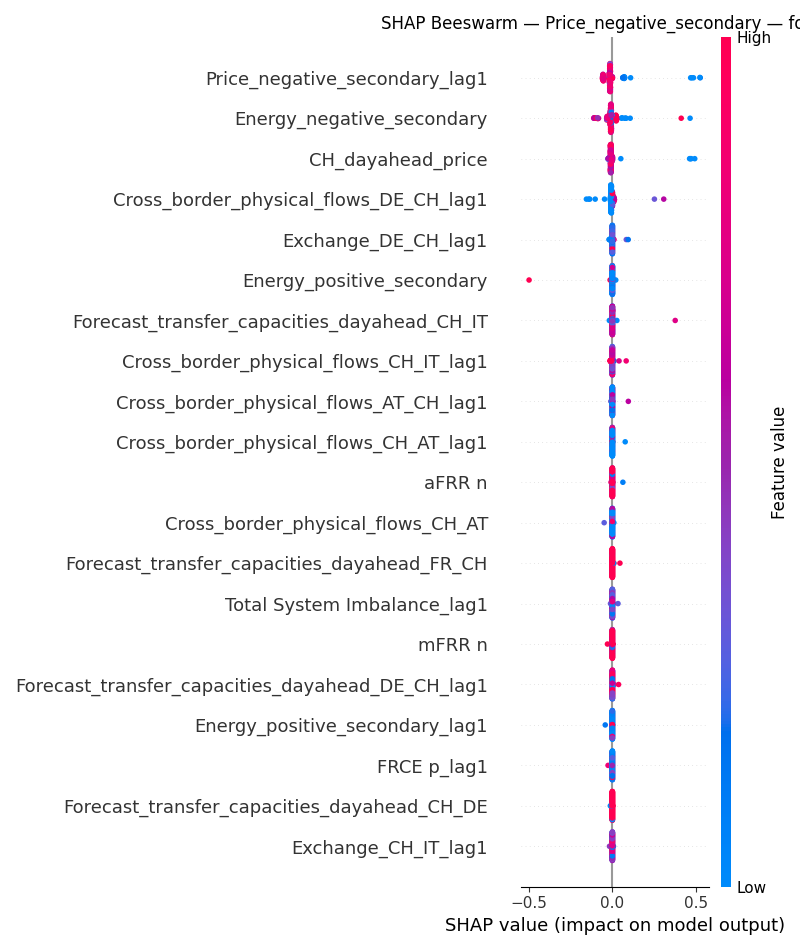 SHAP Beeswarm — Price_negative_secondary — fo
High
Price_negative_secondary_lag1
Energy_negative_secondary
CH_dayahead_price
Cross_border_physical_flows_DE_CH_lag1
Exchange_DE_CH_lag1
Energy_positive_secondary
Forecast_transfer_capacities_dayahead_CH_IT
Cross_border_physical_flows_CH_IT_lag1
Cross_border_physical_flows_AT_CH_lag1
Cross_border_physical_flows_CH_AT_lag1
aFRR n
Cross_border_physical_flows_CH_AT
Forecast_transfer_capacities_dayahead_FR_CH
Total System Imbalance_lag1
mFRR n
Forecast_transfer_capacities_dayahead_DE_CH_lag1
Energy_positive_secondary_lag1
FRCE p_lag1
Forecast_transfer_capacities_dayahead_CH_DE
Exchange_CH_IT_lag1
Feature value
Low
−0.5 0.0 0.5
SHAP value (impact on model output)